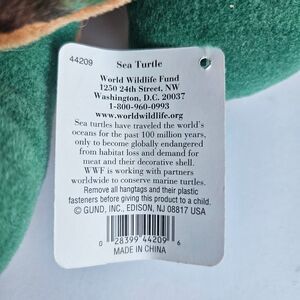 44209 Sea Turtle
World Wildlife Fund
1250 24th Street, NW
Washington, D.C. 20037
1-800-960-0993
www.worldwildlife.org
Sea turtles have traveled the world's
oceans for the past 100 million years,
only to become globally endangered
from habitat loss and demand for
meat and their decorative shell.
WWF is working with partners
worldwide to conserve marine turtles.
Remove all hangtags and their plastic
fasteners before giving this product to a child.
© GUND, INC., EDISON, NJ 08817 USA
0 28399 44209 6
MADE IN CHINA